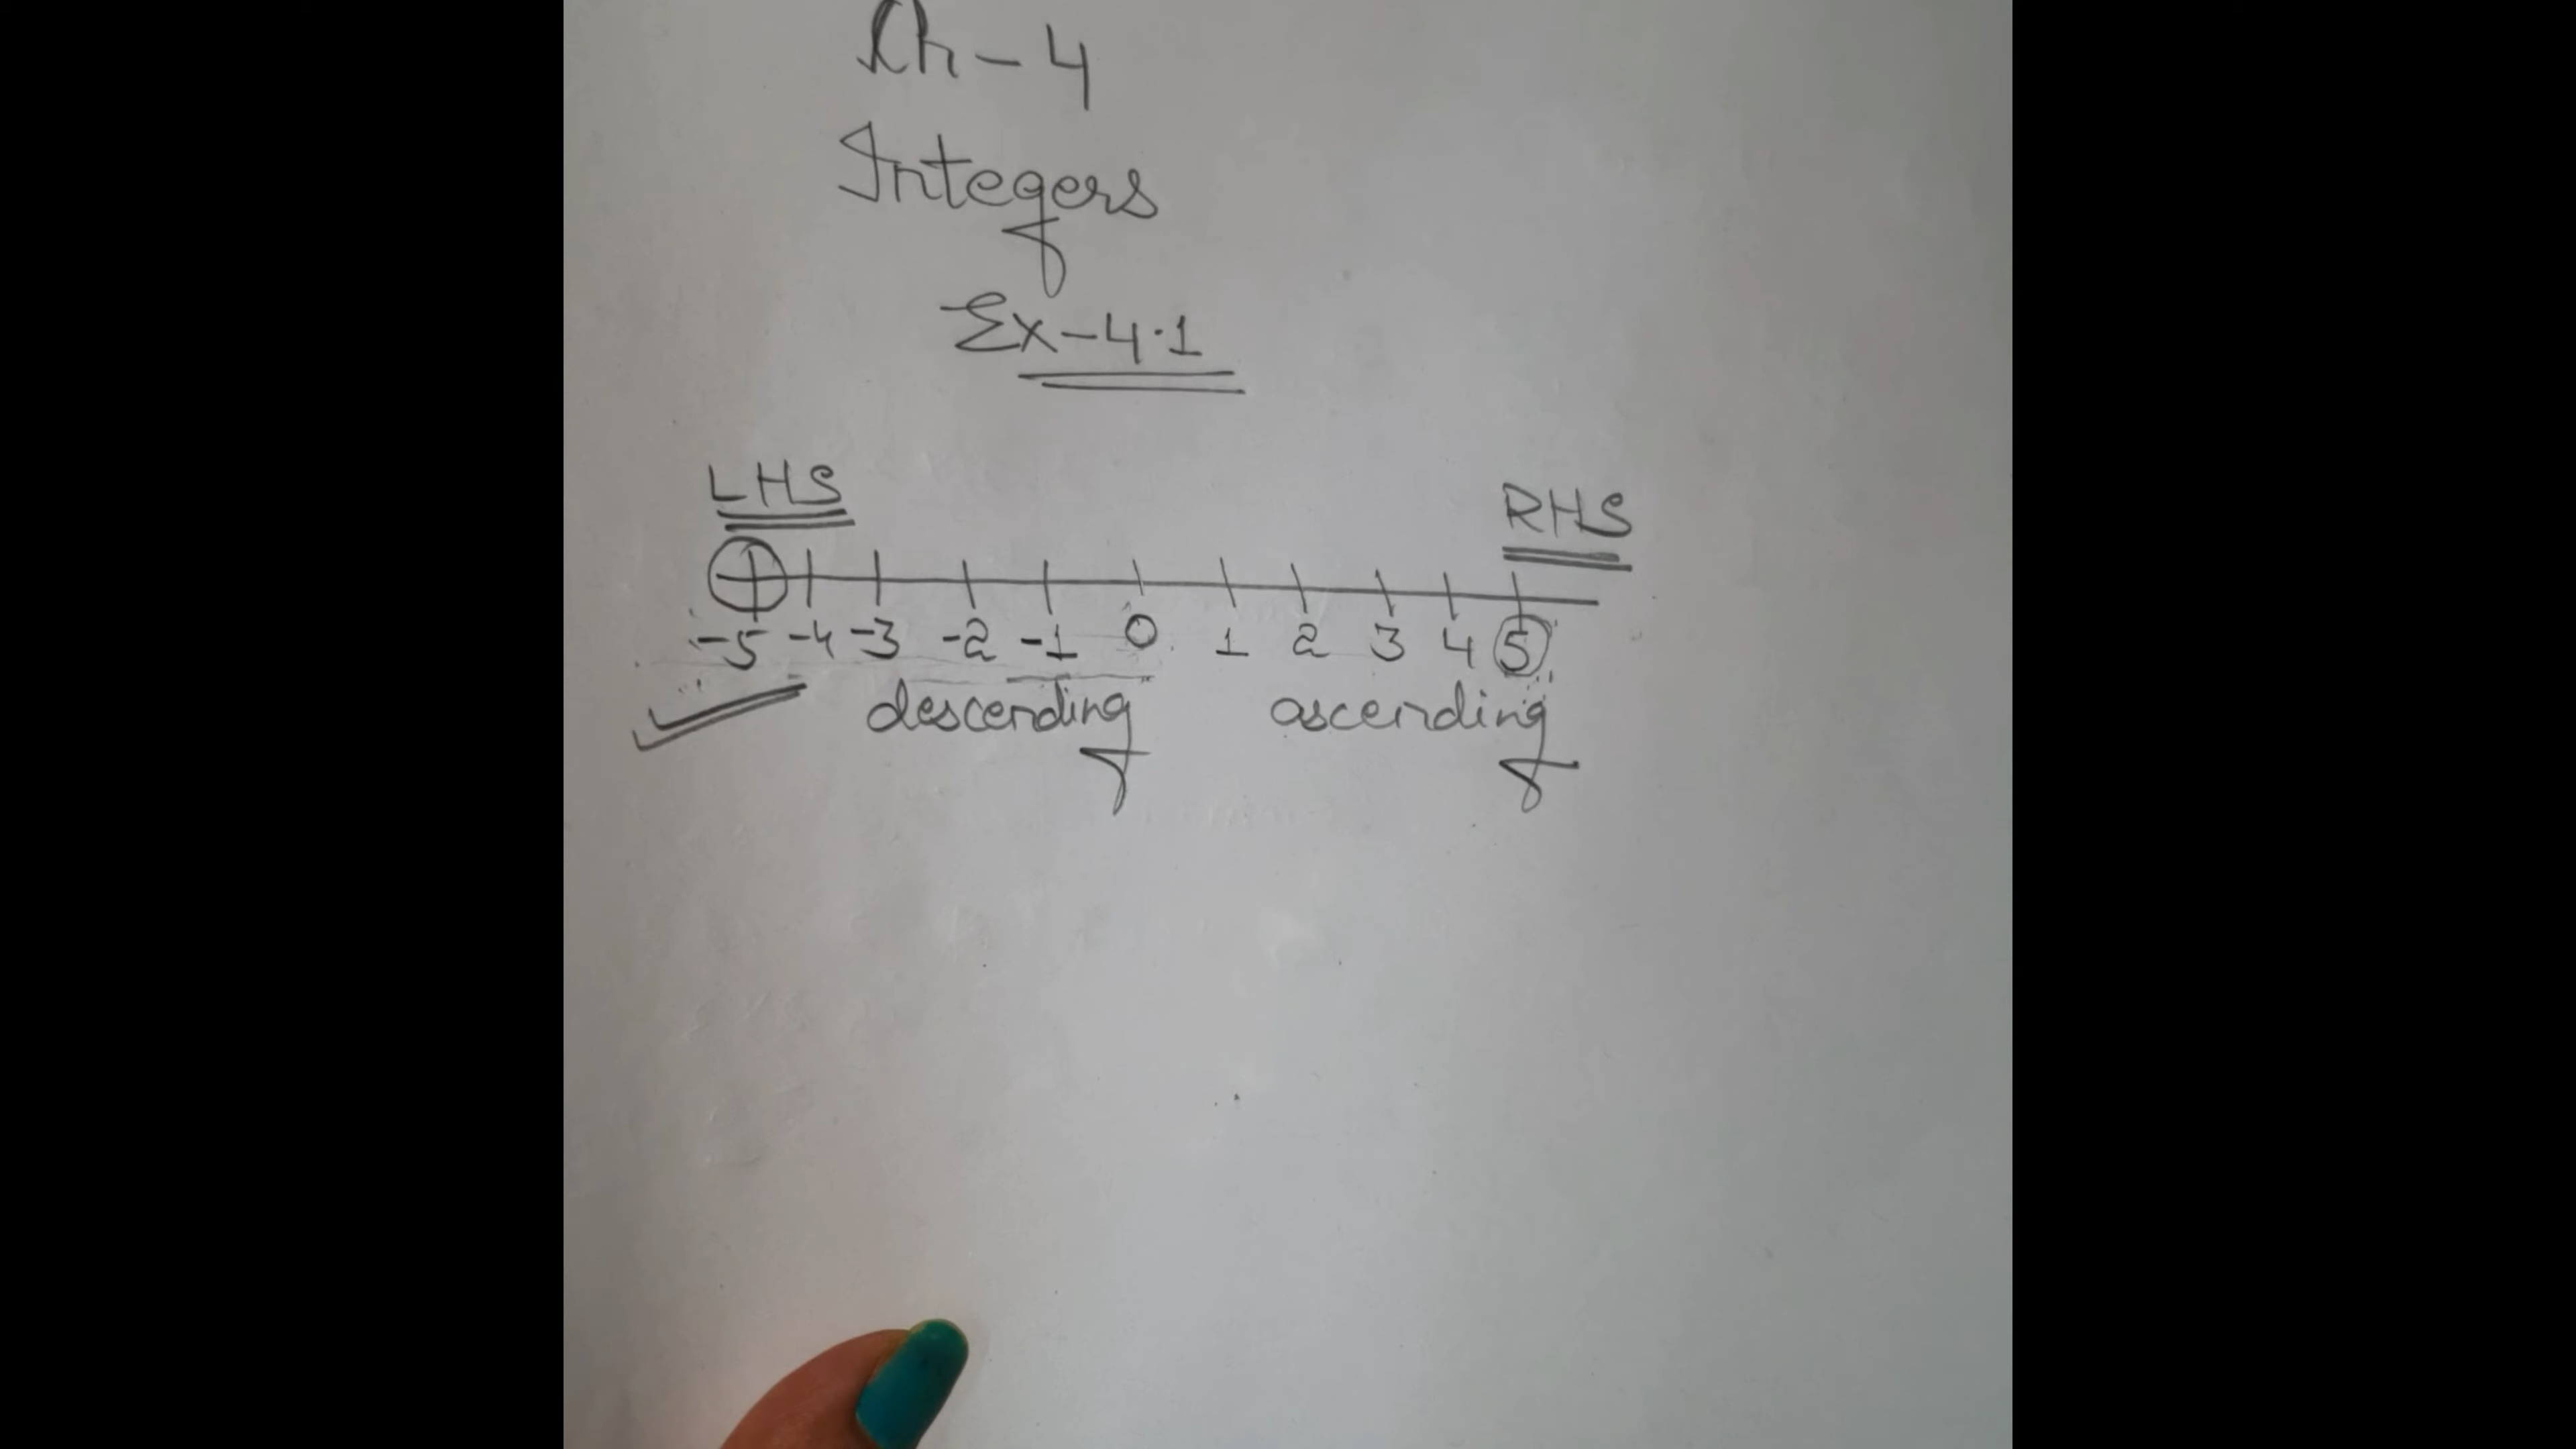 Ch-4
Integers
Ex-4.1
LHS
RHS
-5 -4 -3 -2 -1 0 1 2 3 4 5
descending ascending